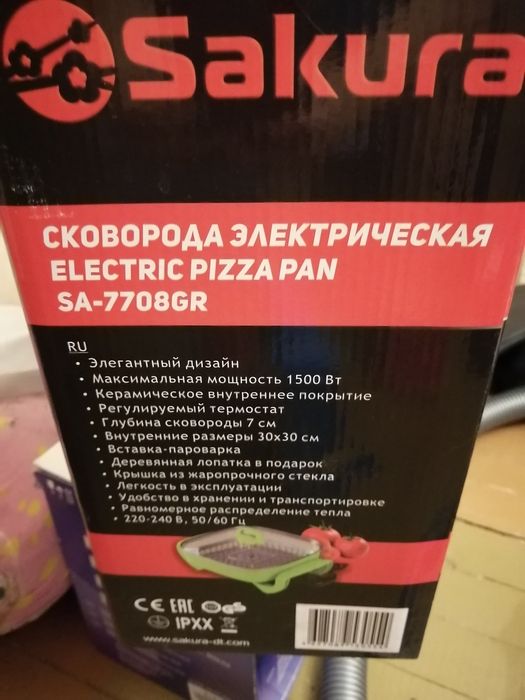 Sakura
СКОВОРОДА ЭЛЕКТРИЧЕСКАЯ
ELECTRIC PIZZA PAN
SA-7708GR
RU
• Элегантный дизайн
• Максимальная мощность 1500 Вт
• Керамическое внутреннее покрытие
• Регулируемый термостат
• Глубина сковороды 7 см
• Внутренние размеры 30х30 см
• Вставка-пароварка
• Деревянная лопатка в подарок
• Крышка из жаропрочного стекла
• Легкость в эксплуатации
• Удобство в хранении и транспортировке
• Равномерное распределение тепла
• 220-240 В, 50/60 Гц
CE EAC GS
IPXX
www.sakura-dt.com